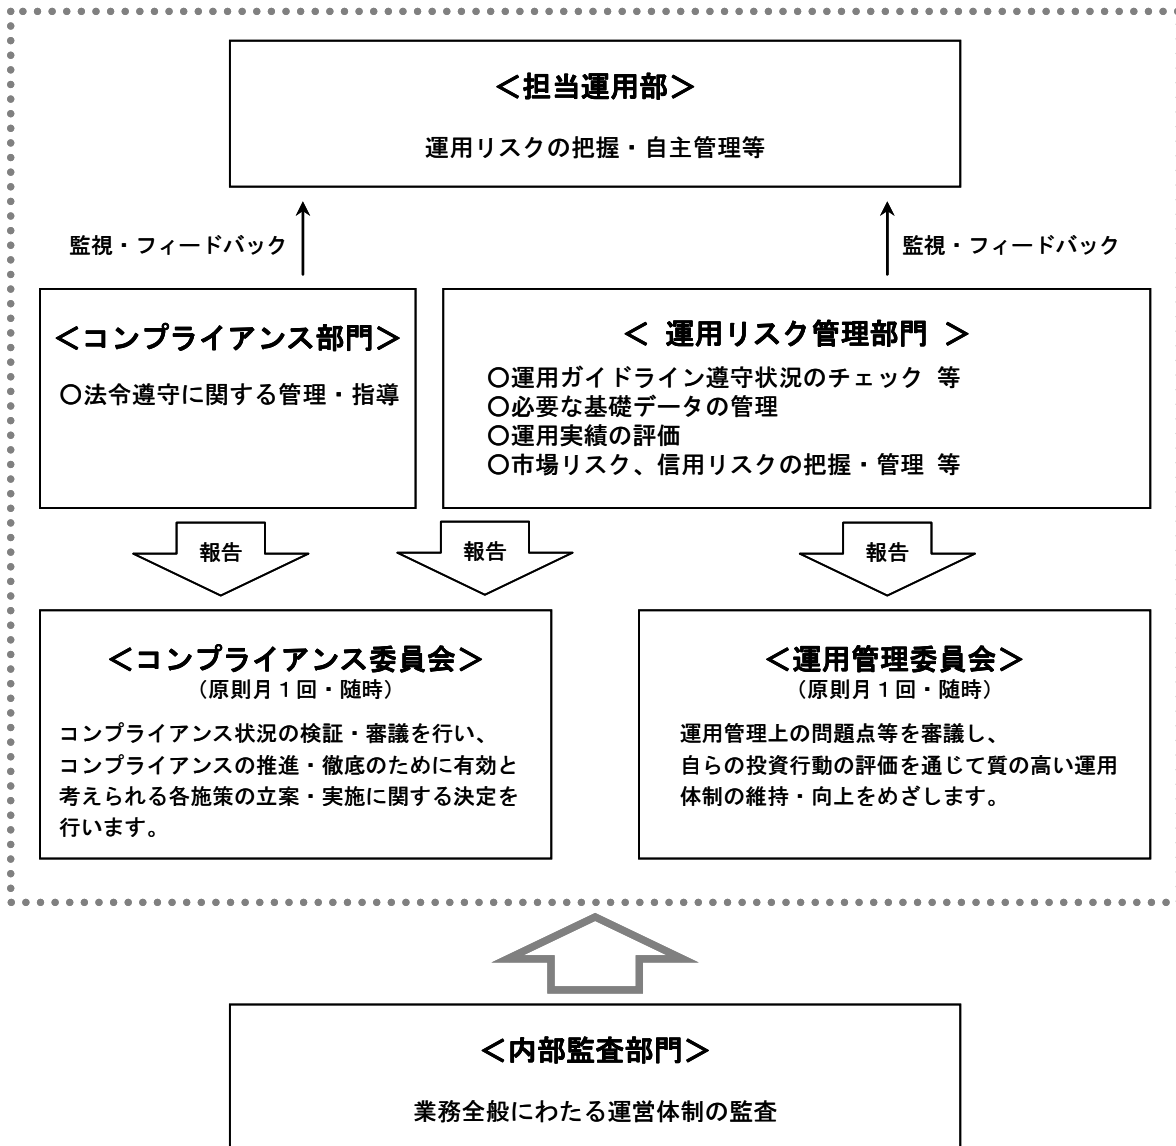 ＜担当運用部＞
運用リスクの把握・自主管理等
監視・フィードバック
監視・フィードバック
＜コンプライアンス部門＞
○法令遵守に関する管理・指導
＜ 運用リスク管理部門 ＞
○運用ガイドライン遵守状況のチェック 等
○必要な基礎データの管理
○運用実績の評価
○市場リスク、信用リスクの把握・管理 等
報告
報告
報告
＜コンプライアンス委員会＞
（原則月１回・随時）
コンプライアンス状況の検証・審議を行い、
コンプライアンスの推進・徹底のために有効と
考えられる各施策の立案・実施に関する決定を
行います。
＜運用管理委員会＞
（原則月１回・随時）
運用管理上の問題点等を審議し、
自らの投資行動の評価を通じて質の高い運用
体制の維持・向上をめざします。
＜内部監査部門＞
業務全般にわたる運営体制の監査